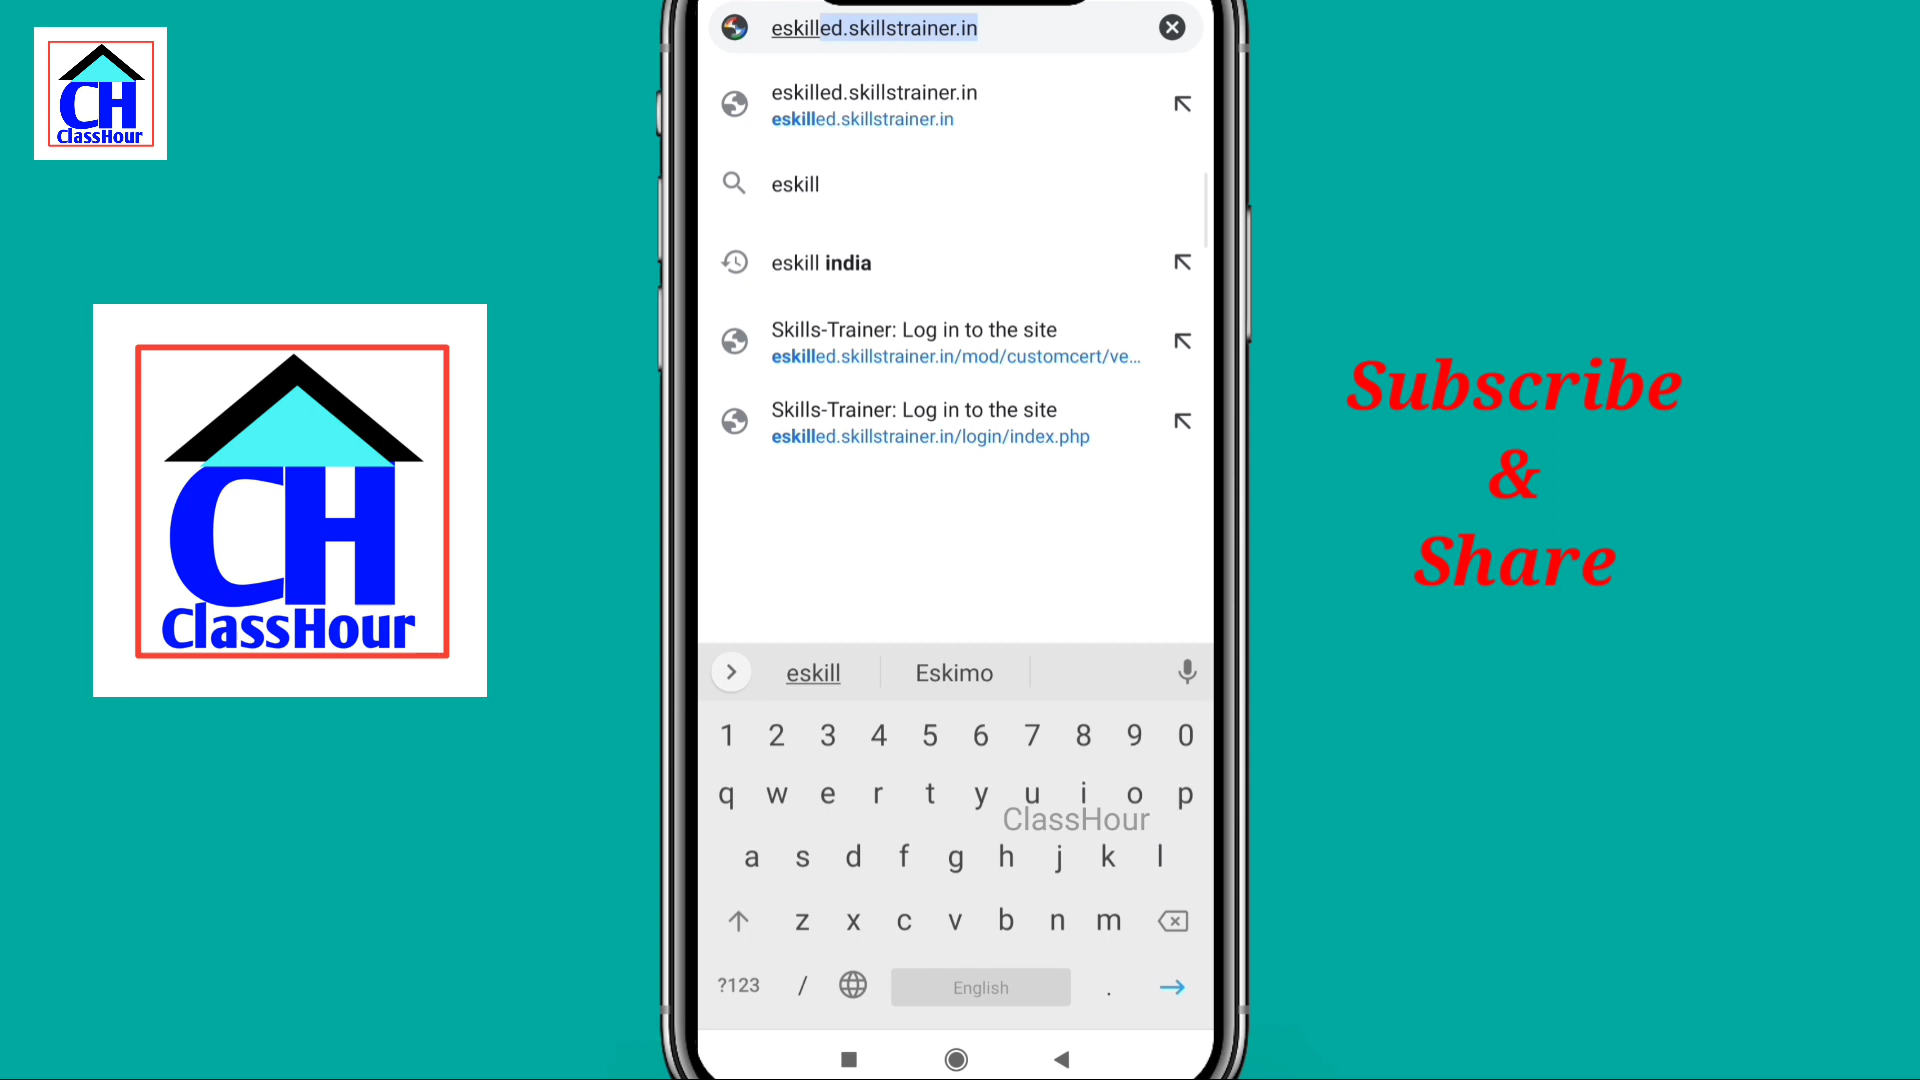 CH
ClassHour
CH
ClassHour
eskilled.skillstrainer.in
eskilled.skillstrainer.in
eskilled.skillstrainer.in
eskill
eskill india
Skills-Trainer: Log in to the site
eskilled.skillstrainer.in/mod/customcert/ve...
Skills-Trainer: Log in to the site
eskilled.skillstrainer.in/login/index.php
eskill Eskimo
1 2 3 4 5 6 7 8 9 0
q w e r t y u i o p
ClassHour
a s d f g h j k l
z x c v b n m
?123 / English .
Subscribe
&
Share